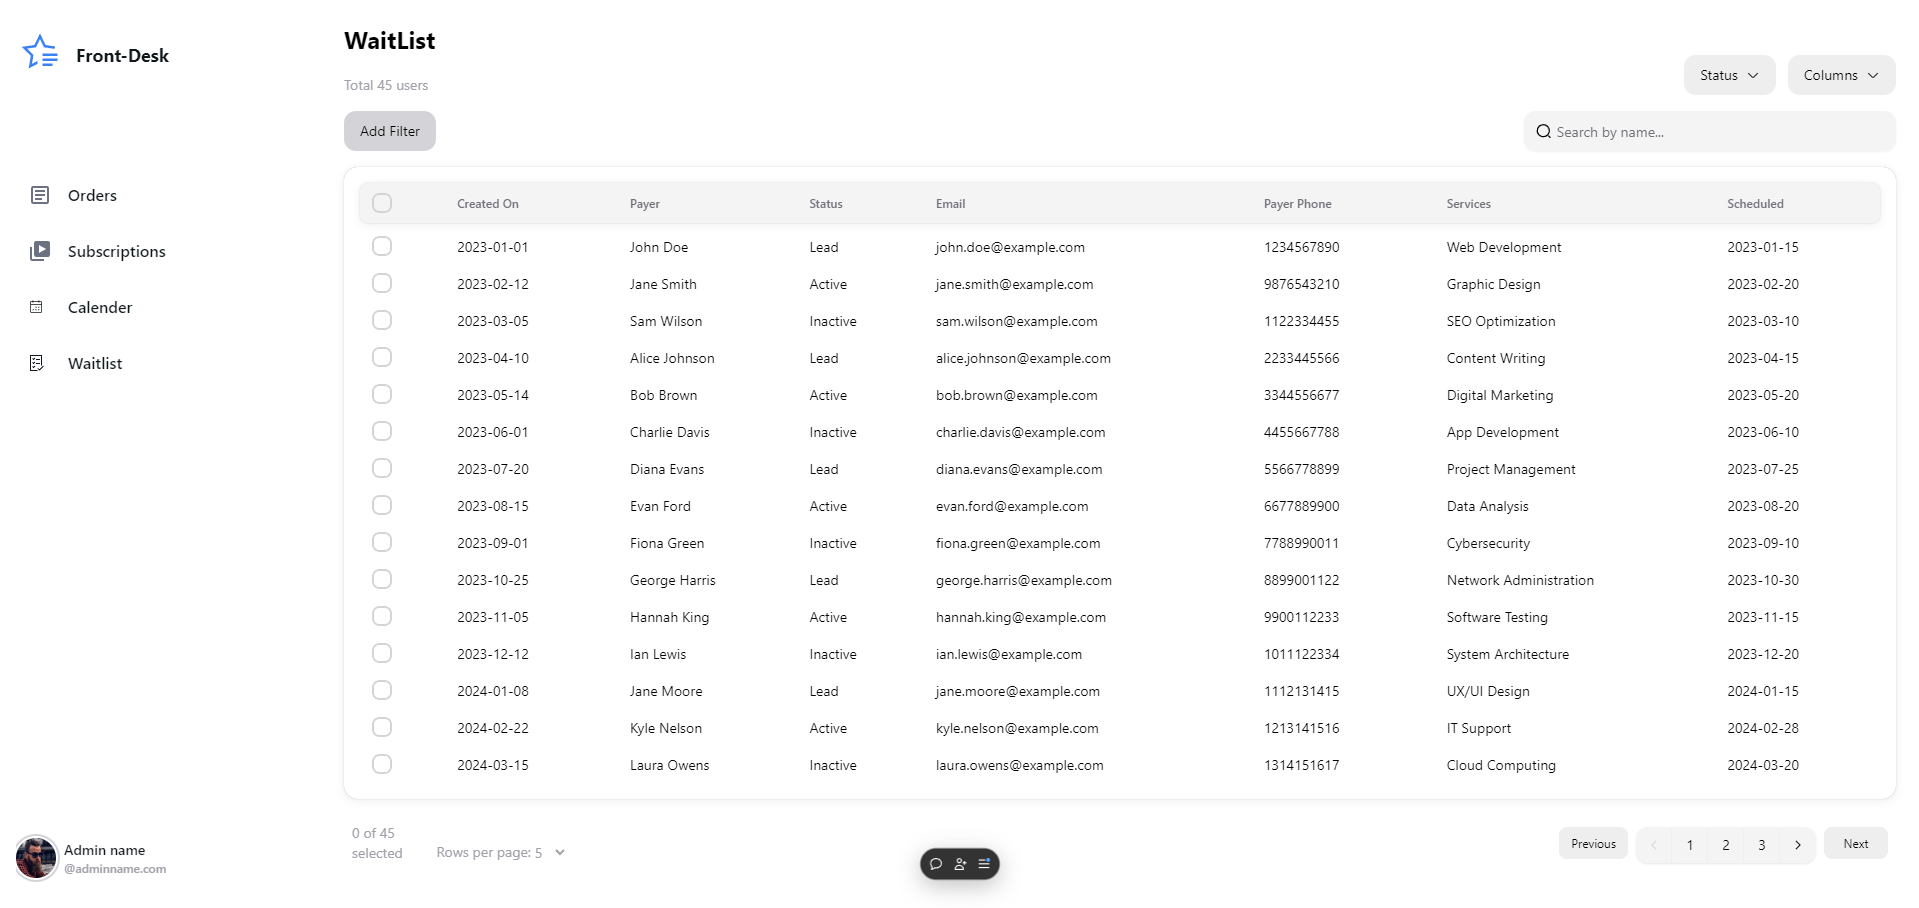 Front-Desk
Orders
Subscriptions
Calender
Waitlist
Admin name
@adminname.com
WaitList
Total 45 users
Status
Columns
Add Filter
Search by name...
Created On Payer Status Email Payer Phone Services Scheduled
2023-01-01 John Doe Lead john.doe@example.com 1234567890 Web Development 2023-01-15
2023-02-12 Jane Smith Active jane.smith@example.com 9876543210 Graphic Design 2023-02-20
2023-03-05 Sam Wilson Inactive sam.wilson@example.com 1122334455 SEO Optimization 2023-03-10
2023-04-10 Alice Johnson Lead alice.johnson@example.com 2233445566 Content Writing 2023-04-15
2023-05-14 Bob Brown Active bob.brown@example.com 3344556677 Digital Marketing 2023-05-20
2023-06-01 Charlie Davis Inactive charlie.davis@example.com 4455667788 App Development 2023-06-10
2023-07-20 Diana Evans Lead diana.evans@example.com 5566778899 Project Management 2023-07-25
2023-08-15 Evan Ford Active evan.ford@example.com 6677889900 Data Analysis 2023-08-20
2023-09-01 Fiona Green Inactive fiona.green@example.com 7788990011 Cybersecurity 2023-09-10
2023-10-25 George Harris Lead george.harris@example.com 8899001122 Network Administration 2023-10-30
2023-11-05 Hannah King Active hannah.king@example.com 9900112233 Software Testing 2023-11-15
2023-12-12 Ian Lewis Inactive ian.lewis@example.com 1011122334 System Architecture 2023-12-20
2024-01-08 Jane Moore Lead jane.moore@example.com 1112131415 UX/UI Design 2024-01-15
2024-02-22 Kyle Nelson Active kyle.nelson@example.com 1213141516 IT Support 2024-02-28
2024-03-15 Laura Owens Inactive laura.owens@example.com 1314151617 Cloud Computing 2024-03-20
0 of 45
selected
Rows per page: 5
Previous
1 2 3
Next